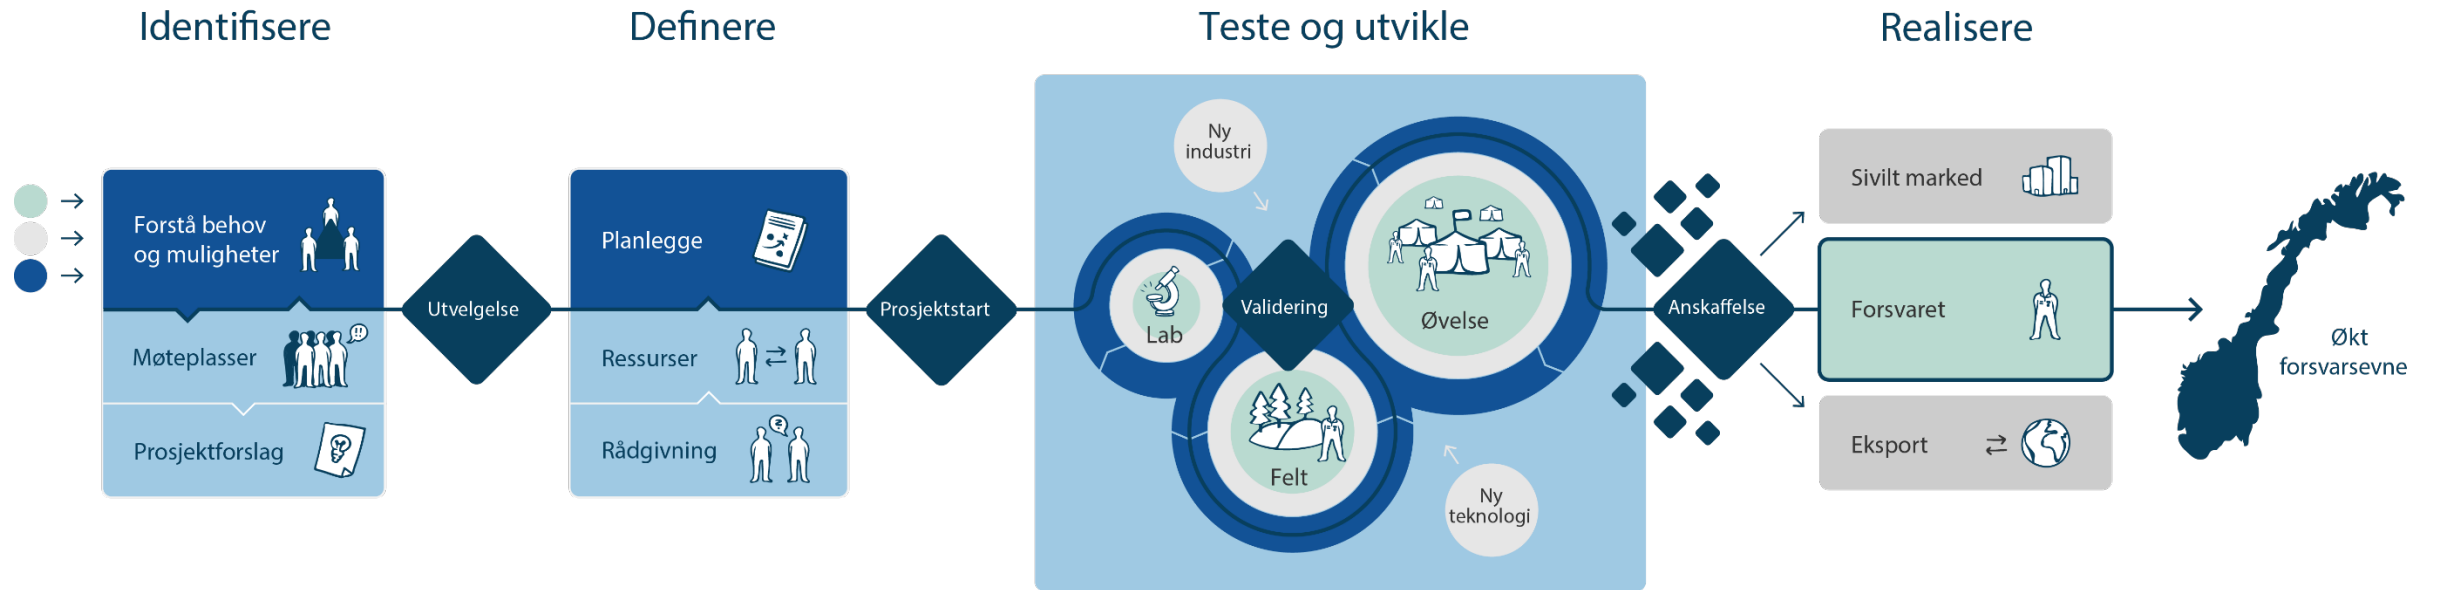 Identifisere
Forstå behov
og muligheter
Møteplasser
Prosjektforslag
Utvelgelse
Definere
Planlegge
Ressurser
Rådgivning
Prosjektstart
Teste og utvikle
Ny
industri
Lab
Validering
Øvelse
Felt
Ny
teknologi
Anskaffelse
Realisere
Sivilt marked
Forsvaret
Eksport
Økt
forsvarsevne